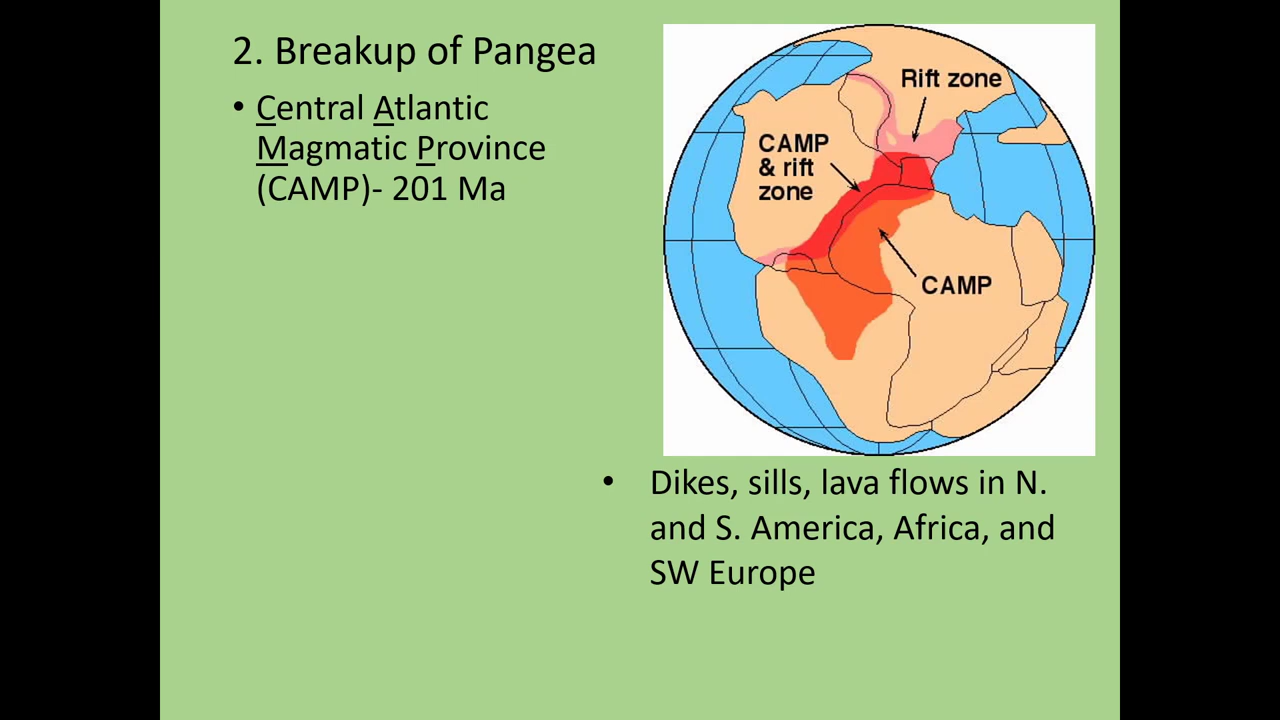 2. Breakup of Pangea
• Central Atlantic
Magmatic Province
(CAMP)- 201 Ma
Rift zone
CAMP
& rift
zone
CAMP
• Dikes, sills, lava flows in N.
and S. America, Africa, and
SW Europe